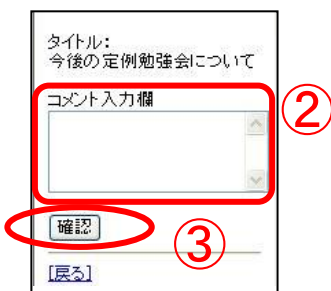 タイトル:
今後の定例勉強会について
コメント入力欄
②
確認
③
[戻る]